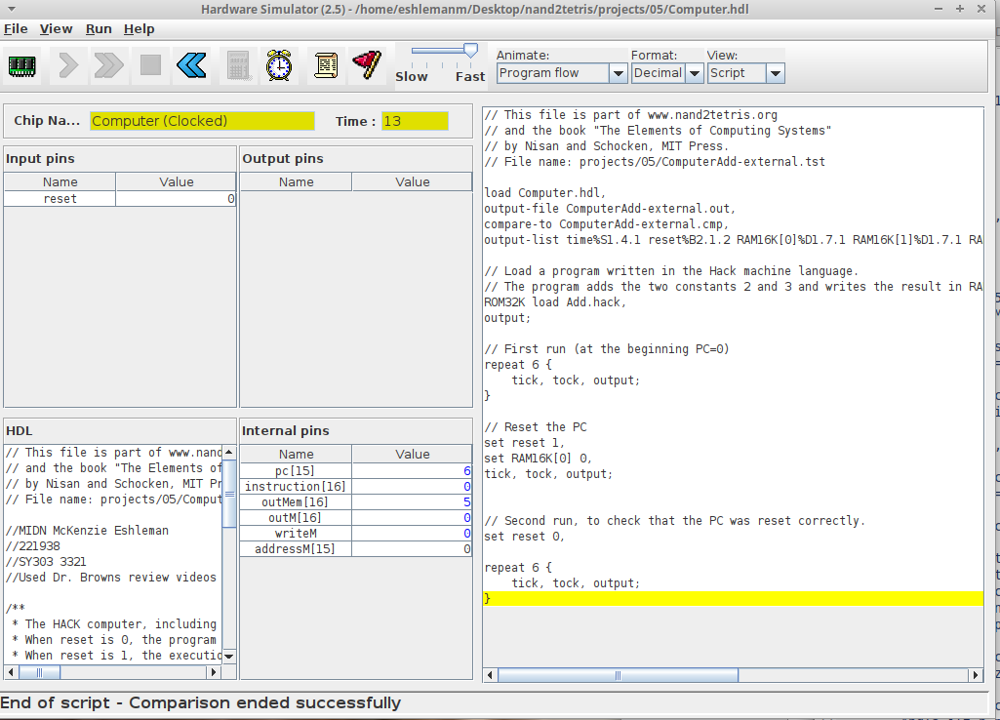 Hardware Simulator (2.5) - /home/eshlemanm/Desktop/nand2tetris/projects/05/Computer.hdl
File View Run Help
Slow Fast
Animate: Format: View:
Program flow Decimal Script
Chip Na... Computer (Clocked) Time : 13
Input pins
Name Value
reset 0
Output pins
Name Value
HDL
// This file is part of www.nand
// and the book "The Elements of
// by Nisan and Schocken, MIT Pr
// File name: projects/05/Comput
//MIDN McKenzie Eshleman
//221938
//SY303 3321
//Used Dr. Browns review videos
/**
* The HACK computer, including
* When reset is 0, the program
* When reset is 1, the executio
Internal pins
Name Value
pc[15] 6
instruction[16] 0
outMem[16] 5
outM[16] 0
writeM 0
addressM[15] 0
// This file is part of www.nand2tetris.org
// and the book "The Elements of Computing Systems"
// by Nisan and Schocken, MIT Press.
// File name: projects/05/ComputerAdd-external.tst
load Computer.hdl,
output-file ComputerAdd-external.out,
compare-to ComputerAdd-external.cmp,
output-list time%S1.4.1 reset%B2.1.2 RAM16K[0]%D1.7.1 RAM16K[1]%D1.7.1 RA
// Load a program written in the Hack machine language.
// The program adds the two constants 2 and 3 and writes the result in RA
ROM32K load Add.hack,
output;
// First run (at the beginning PC=0)
repeat 6 {
tick, tock, output;
}
// Reset the PC
set reset 1,
set RAM16K[0] 0,
tick, tock, output;
// Second run, to check that the PC was reset correctly.
set reset 0,
repeat 6 {
tick, tock, output;
}
End of script - Comparison ended successfully